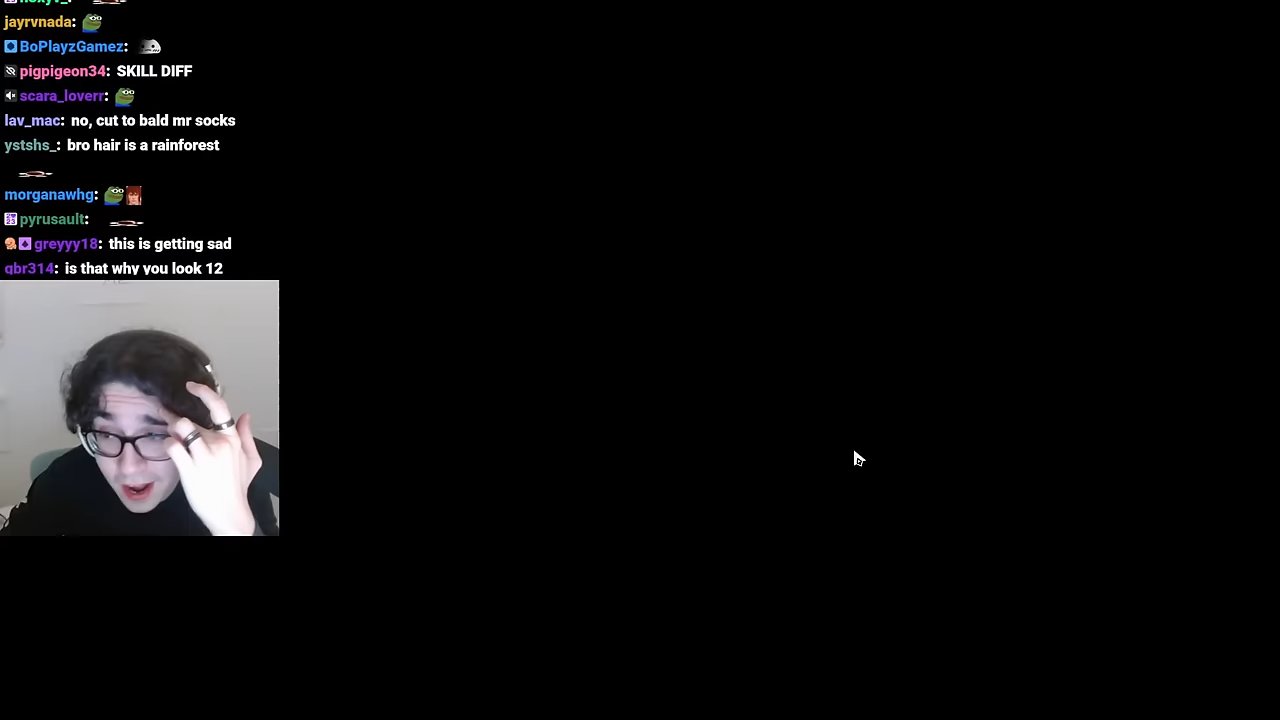 jayrvnada:
BoPlayzGamez:
pigpigeon34: SKILL DIFF
scara_loverr:
lav_mac: no, cut to bald mr socks
ystshs_: bro hair is a rainforest
morganawhg:
pyrusault:
greyyy18: this is getting sad
qbr314: is that why you look 12